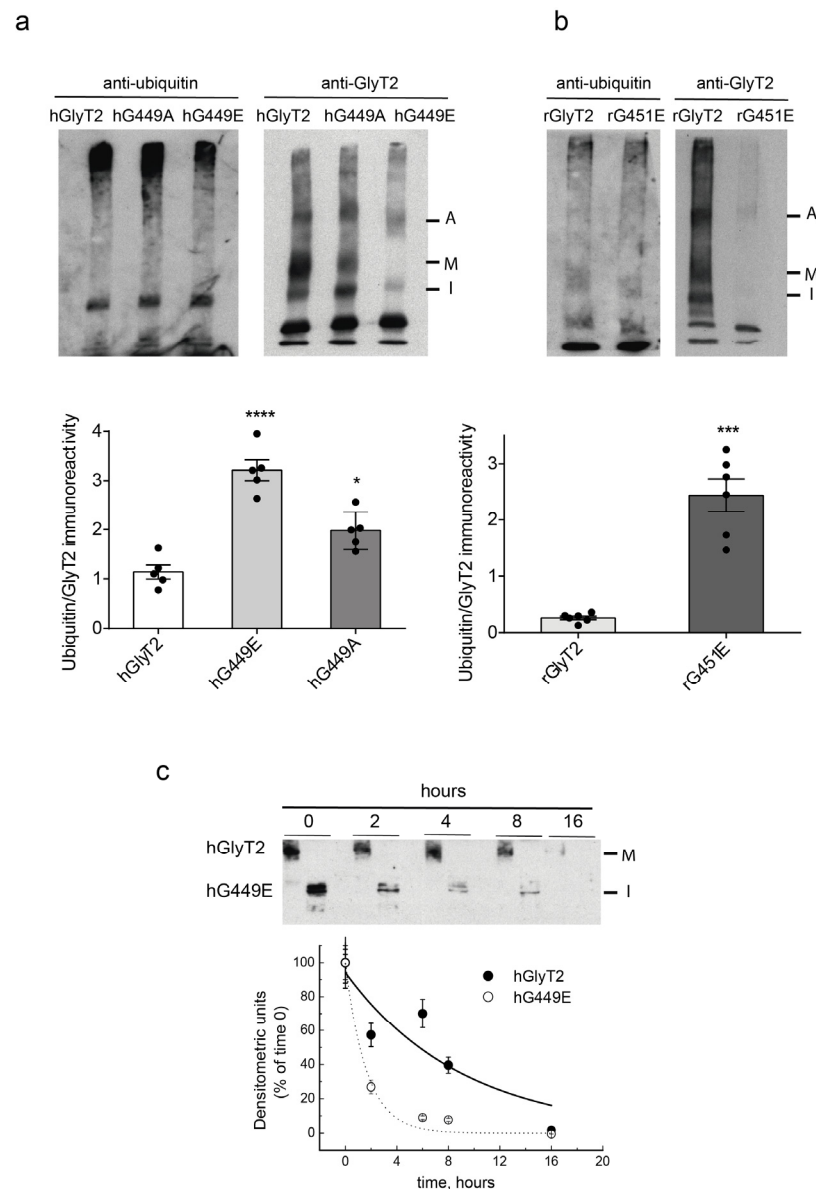 a
anti-ubiquitin anti-GlyT2
hGlyT2 hG449A hG449E hGlyT2 hG449A hG449E
A
M
I
Ubiquitin/GlyT2 immunoreactivity
4
3
2
1
0
****
*
hGlyT2 hG449E hG449A
b
anti-ubiquitin anti-GlyT2
rGlyT2 rG451E rGlyT2 rG451E
A
M
I
Ubiquitin/GlyT2 immunoreactivity
3
2
1
0
***
rGlyT2 rG451E
c
hours
0 2 4 8 16
hGlyT2 M
hG449E I
Densitometric units
(% of time 0)
100
80
60
40
20
0
hGlyT2
hG449E
0 4 8 12 16 20
time, hours